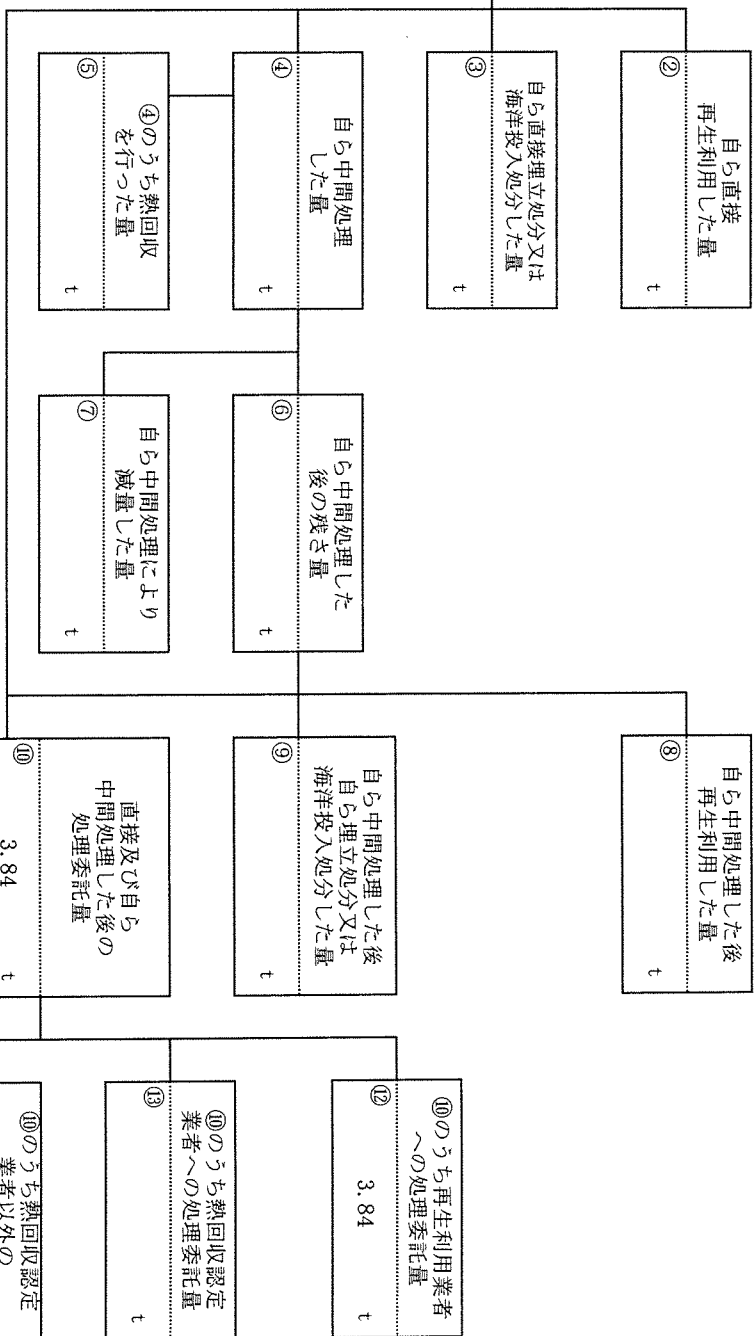 ②
自ら直接
再生利用した量
t
③
自ら直接埋立処分又は
海洋投入処分した量
t
④
自ら中間処理
した量
t
⑤
④のうち熱回収
を行った量
t
⑥
自ら中間処理した
後の残さ量
t
⑦
自ら中間処理により
減量した量
t
⑧
自ら中間処理した後
再生利用した量
t
⑨
自ら中間処理した後
自ら埋立処分又は
海洋投入処分した量
t
⑩
直接及び自ら
中間処理した後の
処理委託量
3.84
t
⑫
⑩のうち再生利用業者
への処理委託量
3.84
t
⑬
⑩のうち熱回収認定
業者への処理委託量
t
⑩のうち熱回収認定
業者以外の